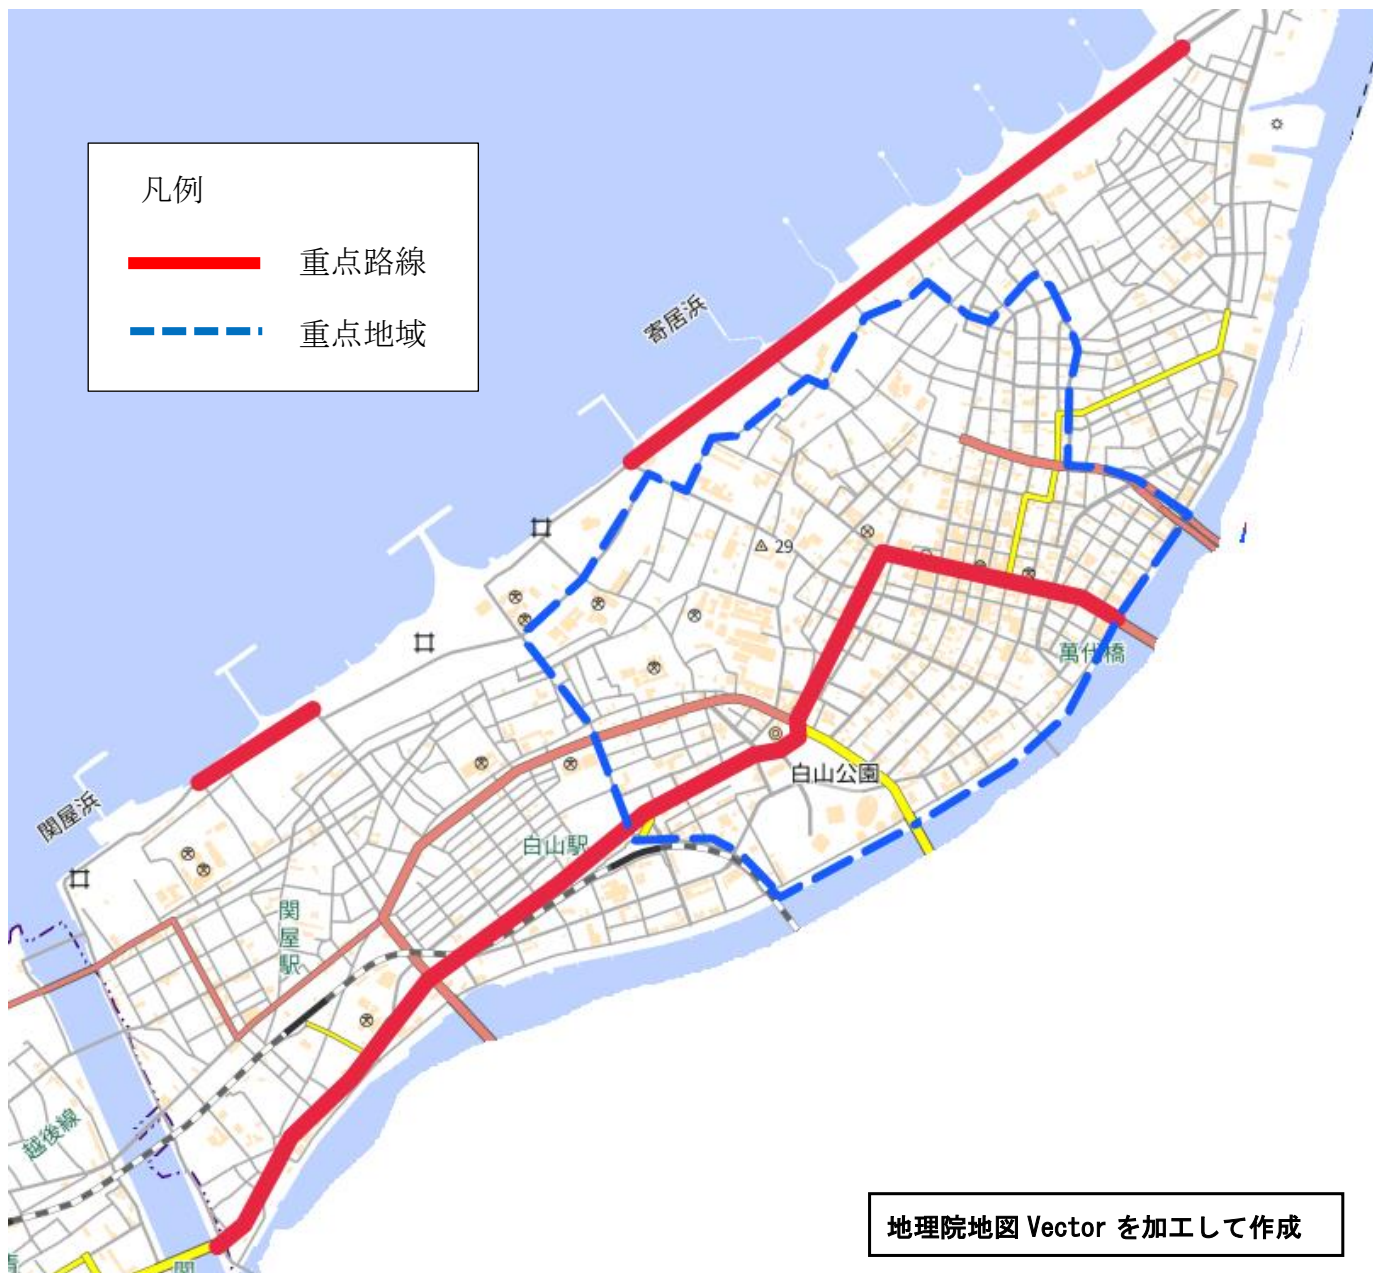 凡例
重点路線
重点地域
寄居浜
29
萬代橋
白山公園
関屋浜
白山駅
関屋駅
越後線
地理院地図 Vector を加工して作成